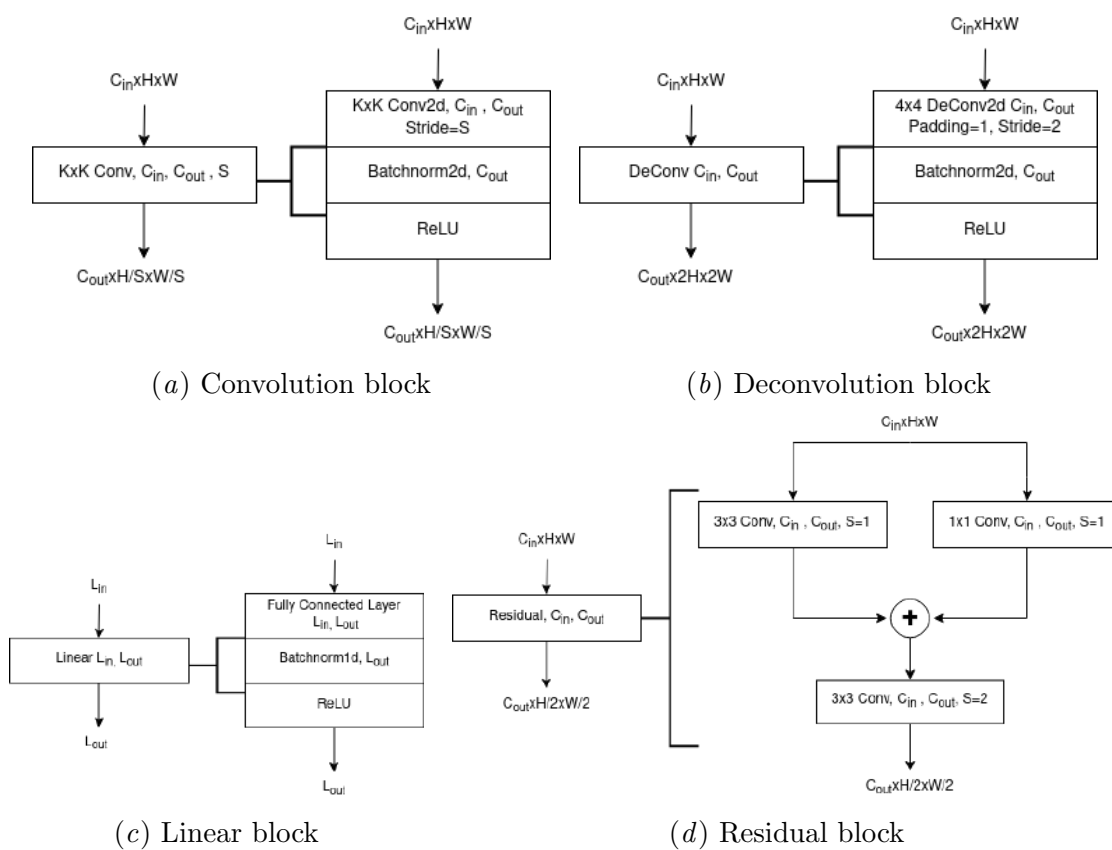 CinxHxW
KxK Conv, Cin, Cout , S
CoutxH/SxW/S
CinxHxW
KxK Conv2d, Cin , Cout
Stride=S
Batchnorm2d, Cout
ReLU
CoutxH/SxW/S
(a) Convolution block
CinxHxW
DeConv Cin, Cout
Coutx2Hx2W
CinxHxW
4x4 DeConv2d Cin, Cout
Padding=1, Stride=2
Batchnorm2d, Cout
ReLU
Coutx2Hx2W
(b) Deconvolution block
Lin
Linear Lin, Lout
Lout
Lin
Fully Connected Layer
Lin, Lout
Batchnorm1d, Lout
ReLU
Lout
(c) Linear block
CinxHxW
Residual, Cin, Cout
CoutxH/2xW/2
CinxHxW
3x3 Conv, Cin , Cout, S=1
1x1 Conv, Cin , Cout, S=1
+
3x3 Conv, Cin , Cout, S=2
CoutxH/2xW/2
(d) Residual block